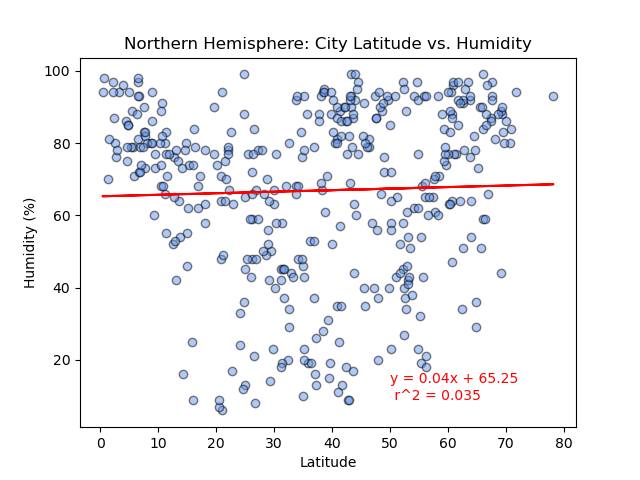 Northern Hemisphere: City Latitude vs. Humidity
Humidity (%)
100
80
60
40
20
y = 0.04x + 65.25
r^2 = 0.035
0 10 20 30 40 50 60 70 80
Latitude